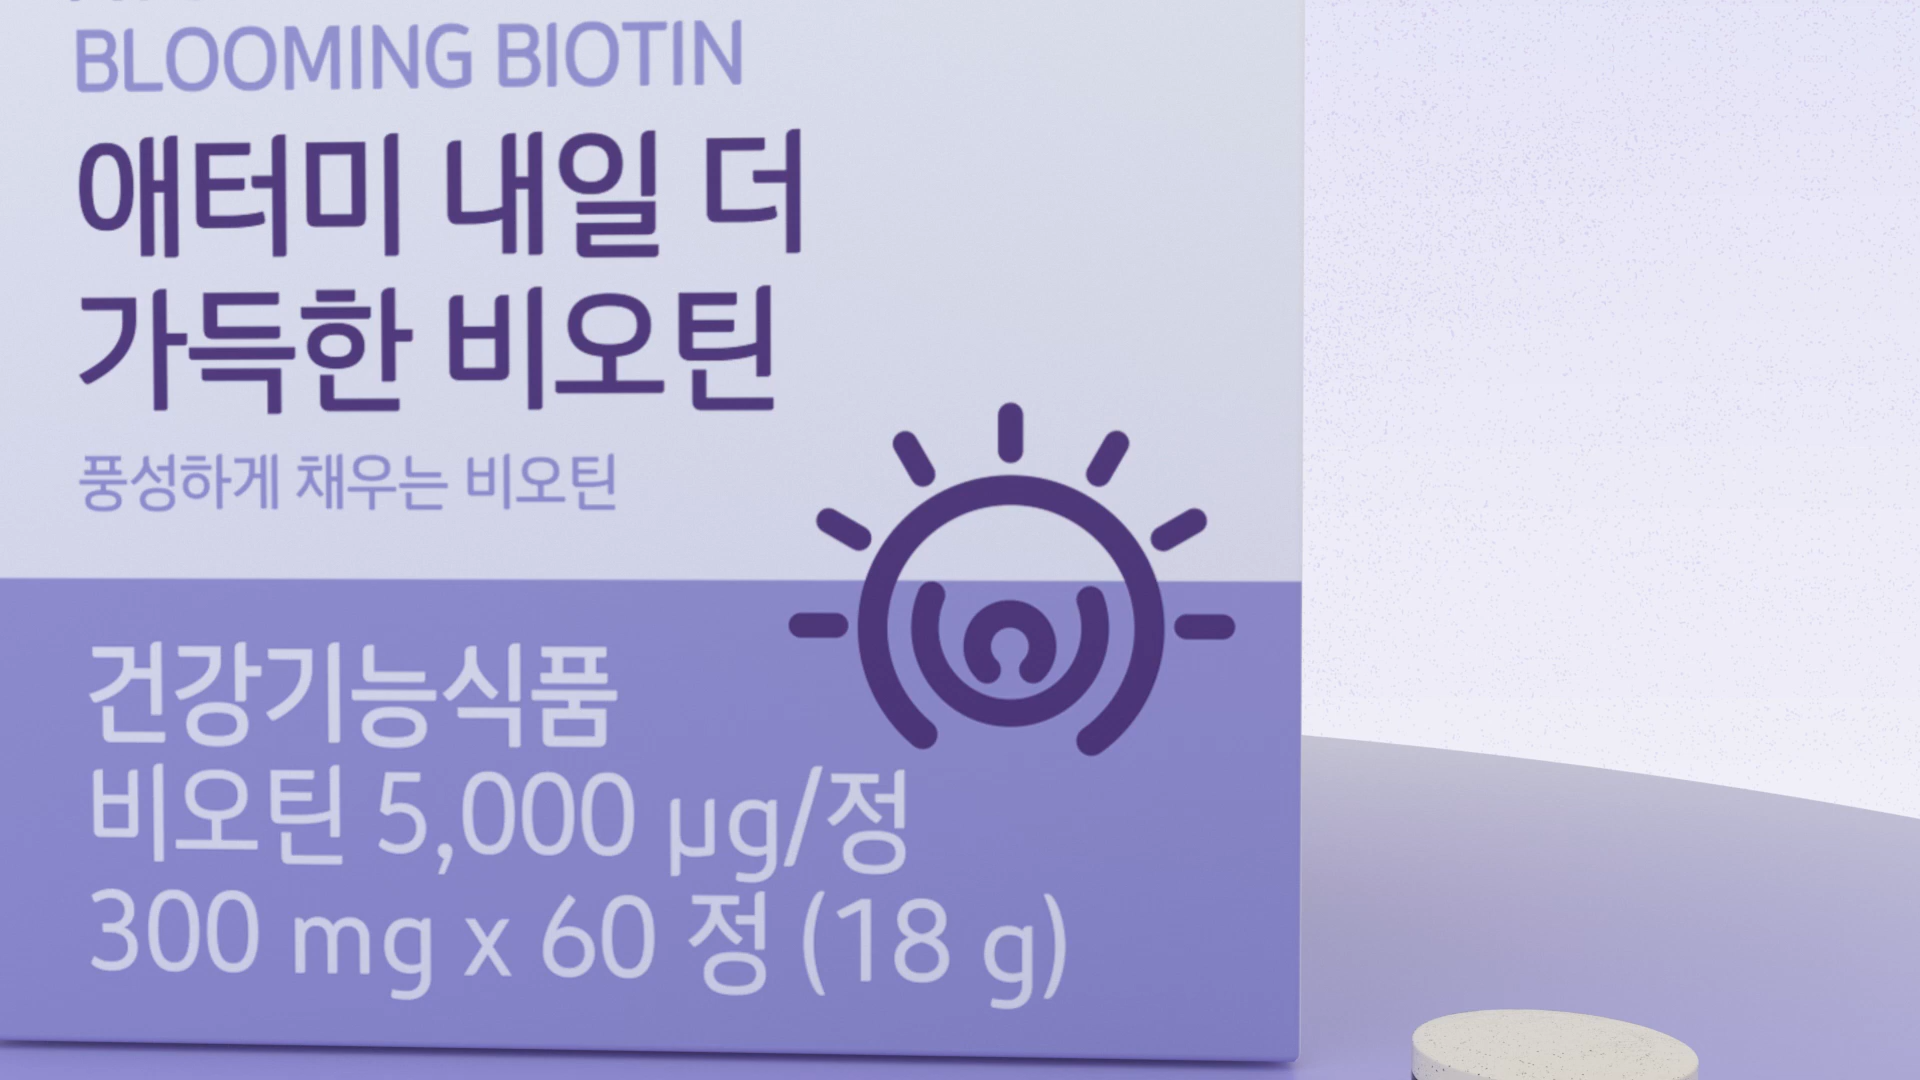 BLOOMING BIOTIN
애터미 내일 더
가득한 비오틴
풍성하게 채우는 비오틴
건강기능식품
비오틴 5,000 µg/정
300 mg x 60 정 (18 g)